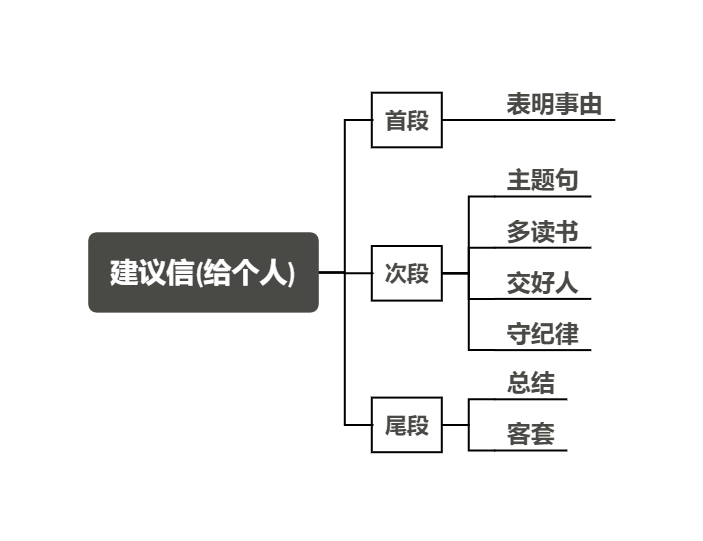 建议信(给个人)
首段
表明事由
次段
主题句
多读书
交好人
守纪律
尾段
总结
客套